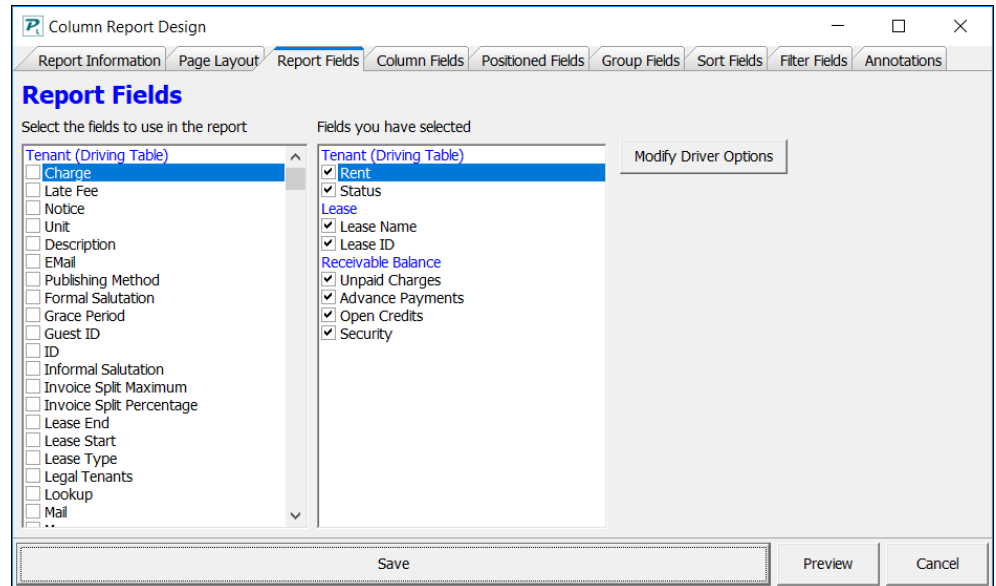 Column Report Design
Report Information Page Layout Report Fields Column Fields Positioned Fields Group Fields Sort Fields Filter Fields Annotations
Report Fields
Select the fields to use in the report
Tenant (Driving Table)
Charge
Late Fee
Notice
Unit
Description
EMail
Publishing Method
Formal Salutation
Grace Period
Guest ID
ID
Informal Salutation
Invoice Split Maximum
Invoice Split Percentage
Lease End
Lease Start
Lease Type
Legal Tenants
Lookup
Mail
Fields you have selected
Tenant (Driving Table)
Rent
Status
Lease
Lease Name
Lease ID
Receivable Balance
Unpaid Charges
Advance Payments
Open Credits
Security
Modify Driver Options
Save
Preview
Cancel